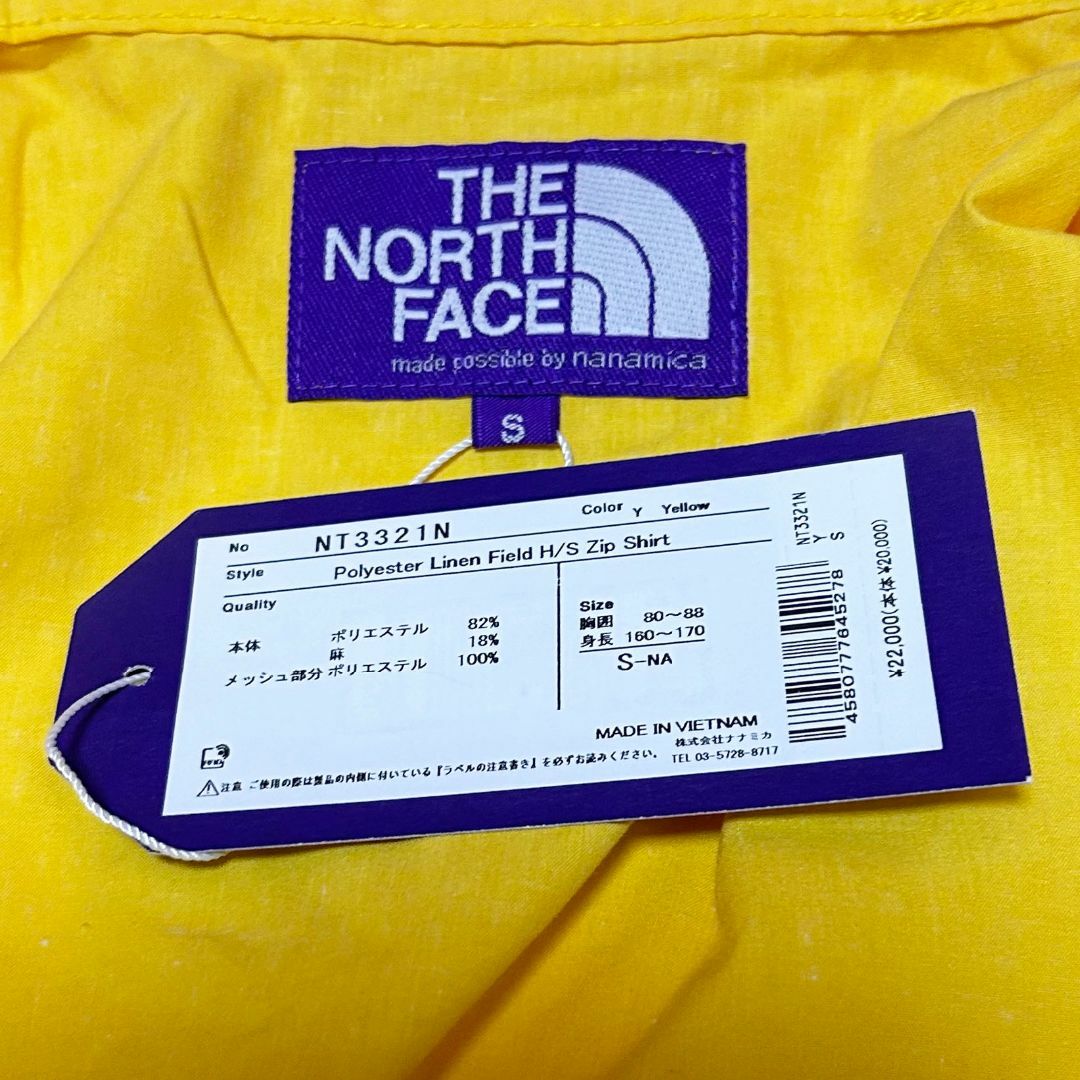 THE
NORTH
FACE
made possible by nanamica
S
No NT3321N Color Y Yellow
Style Polyester Linen Field H/S Zip Shirt
Quality
本体 ポリエステル 82%
麻 18%
メッシュ部分 ポリエステル 100%
Size
胸囲 80～88
身長 160～170
S-NA
MADE IN VIETNAM
株式会社ナナミカ
TEL 03-5728-8717
⚠注意 ご使用の際は製品の内側に付いている『ラベルの注意書き』を必ずお読みください。
NT3321N
Y
S
4580777645278
¥22,000(本体 ¥20,000)